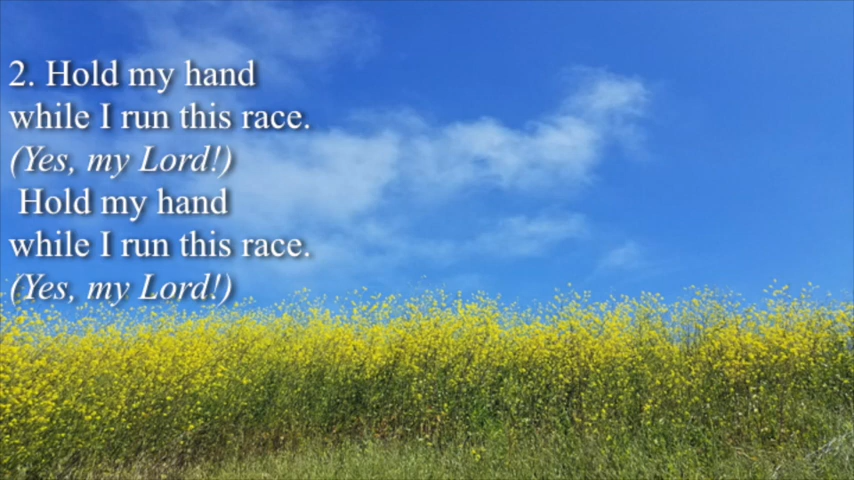 2. Hold my hand
while I run this race.
(Yes, my Lord!)
Hold my hand
while I run this race.
(Yes, my Lord!)